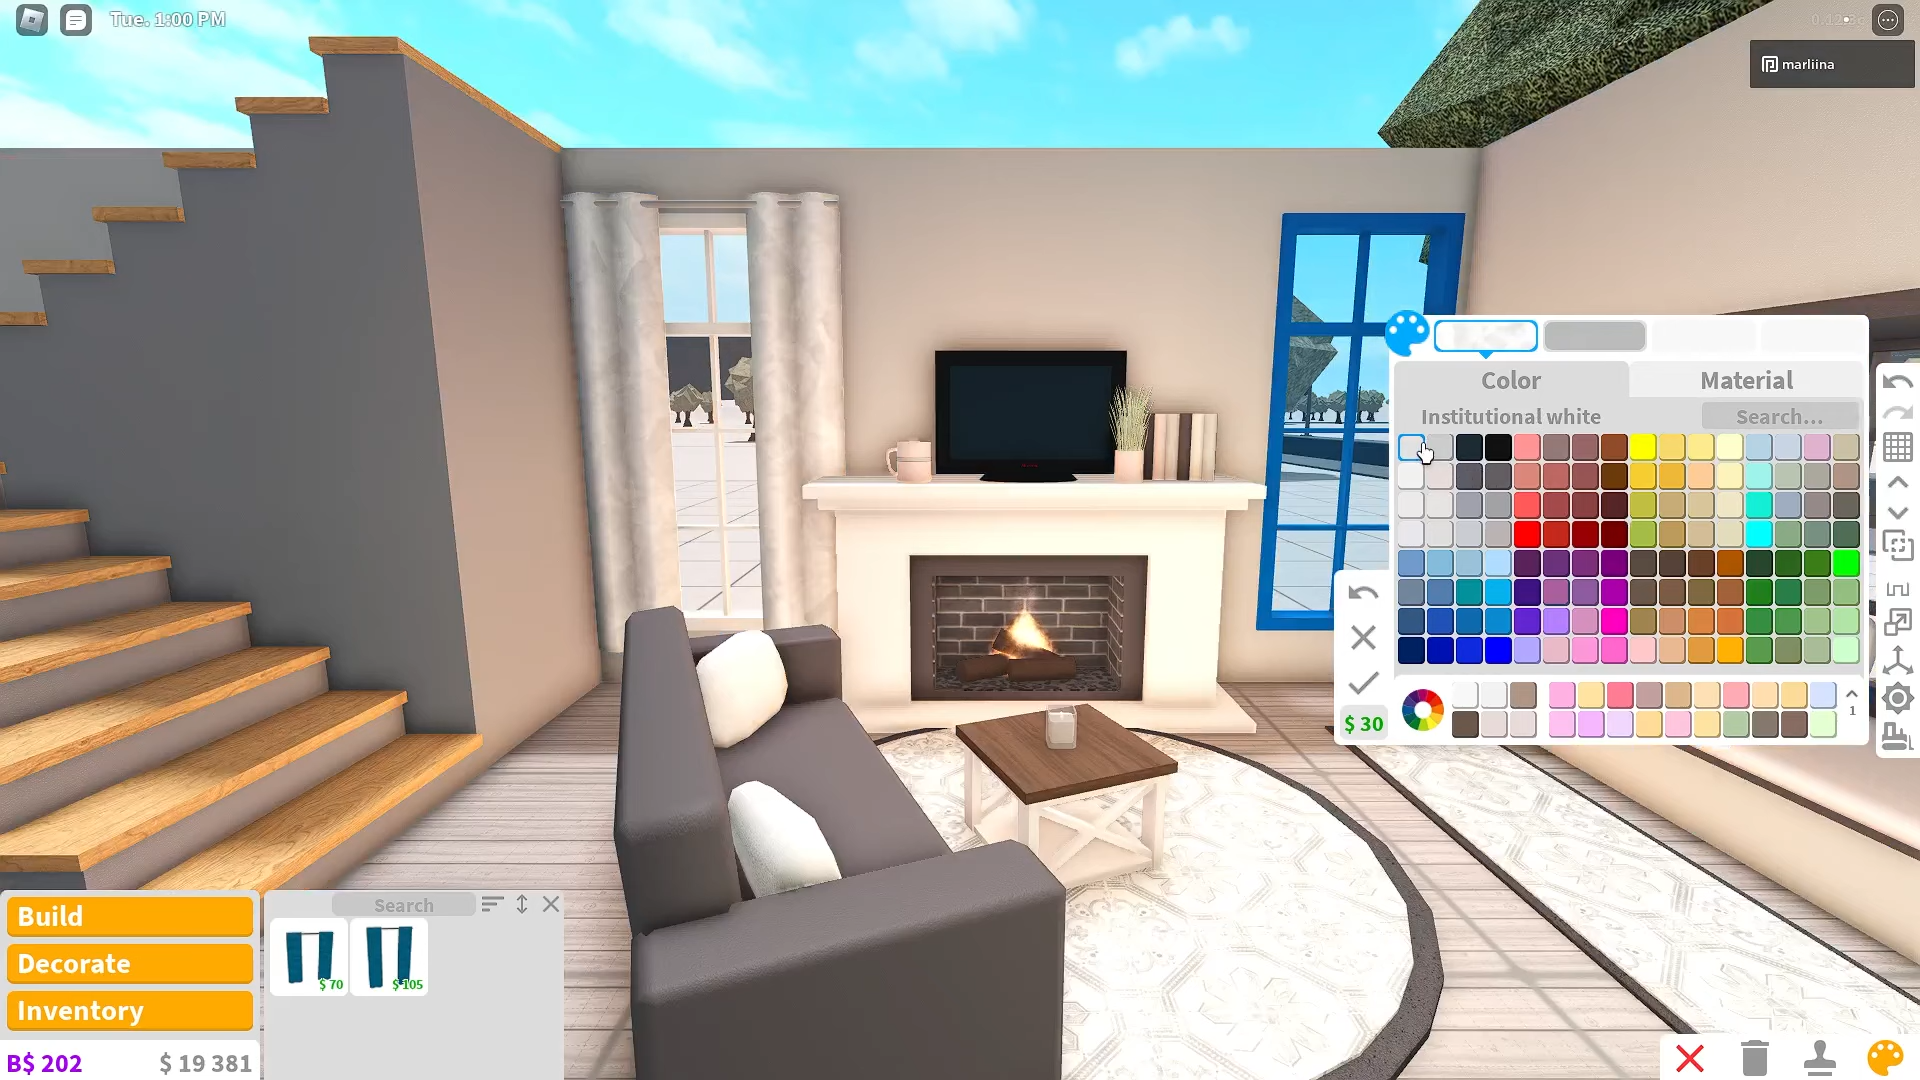 Tue. 1:00 PM
marliina
Color
Material
Institutional white
Search...
$ 30
1
Build
Decorate
Inventory
B$ 202
$ 19 381
Search
$ 70
$ 105